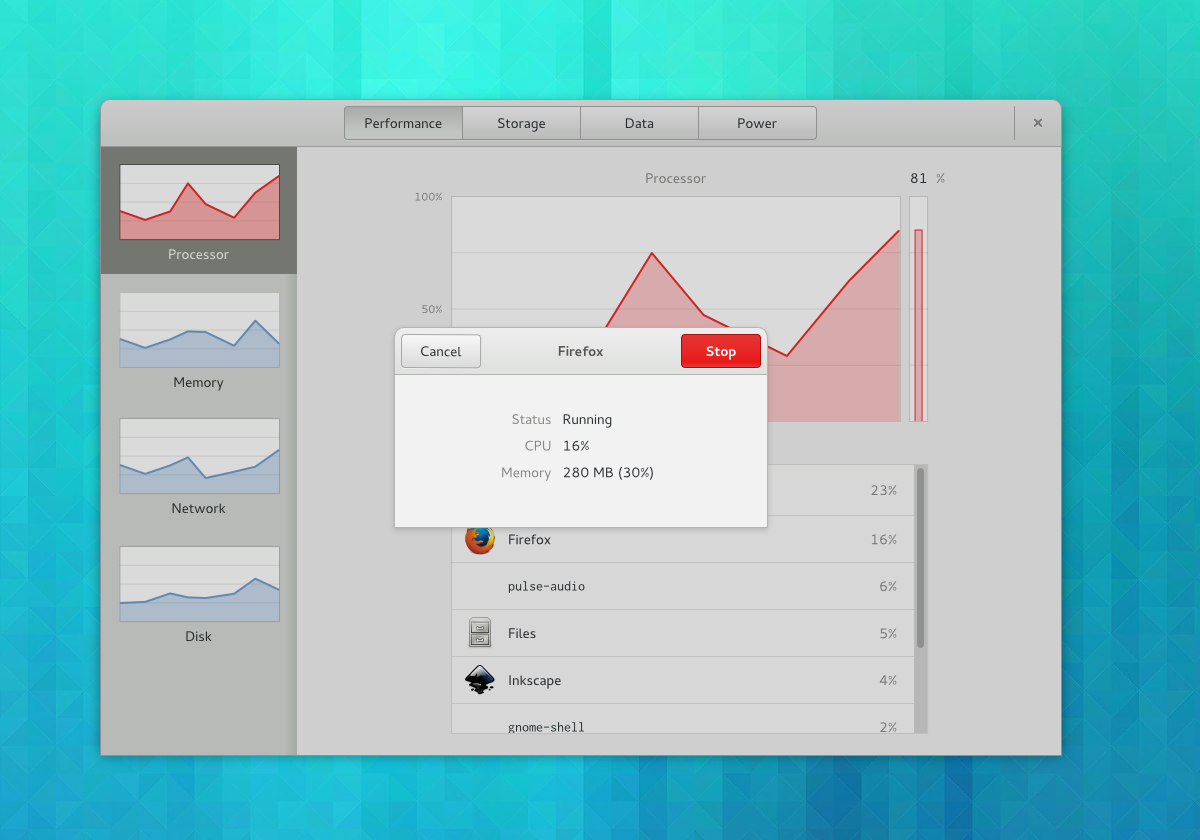 Performance Storage Data Power ×
Processor
Memory
Network
Disk
Processor 81 %
100%
50%
Cancel Firefox Stop
Status Running
CPU 16%
Memory 280 MB (30%)
23%
Firefox 16%
pulse-audio 6%
Files 5%
Inkscape 4%
gnome-shell 2%